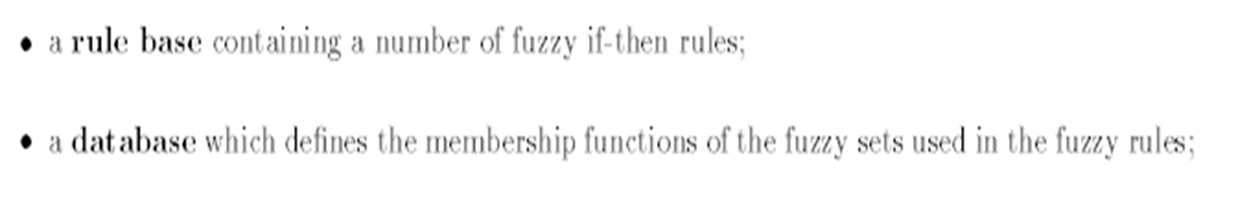 • a rule base containing a number of fuzzy if-then rules;
• a database which defines the membership functions of the fuzzy sets used in the fuzzy rules;